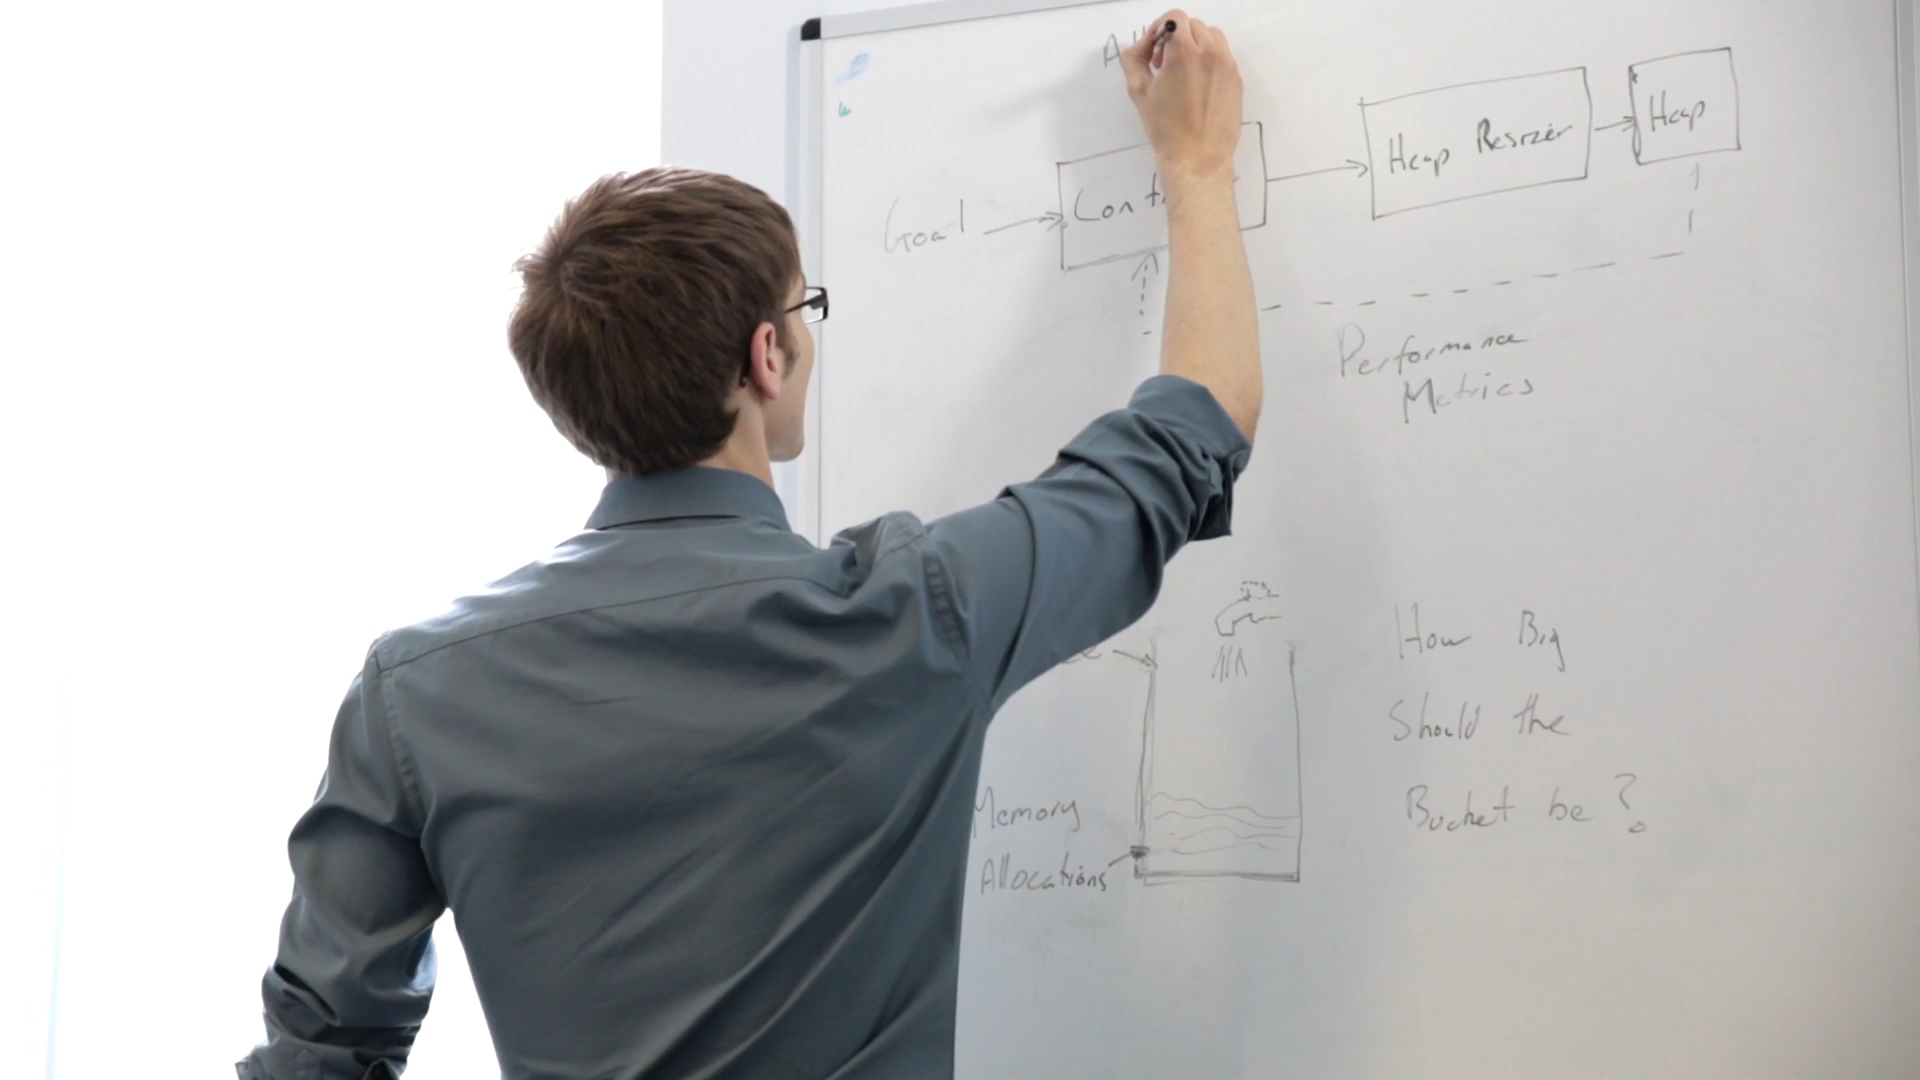 Goal
Heap Resizer
Heap
Performance
Metrics
How Big
Should the
Bucket be?
Memory
Allocations